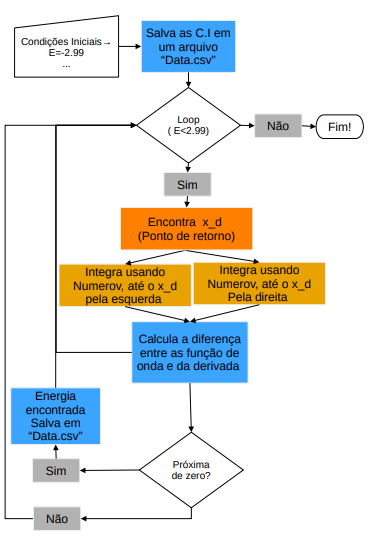 Condições Iniciais→
E=-2.99
...
Salva as C.I em
um arquivo
“Data.csv”
Loop
( E<2.99)
Não
Fim!
Sim
Encontra x_d
(Ponto de retorno)
Integra usando
Numerov, até o x_d
pela esquerda
Integra usando
Numerov, até o x_d
Pela direita
Calcula a diferença
entre as função de
onda e da derivada
Energia
encontrada
Salva em
“Data.csv”
Próxima
de zero?
Sim
Não